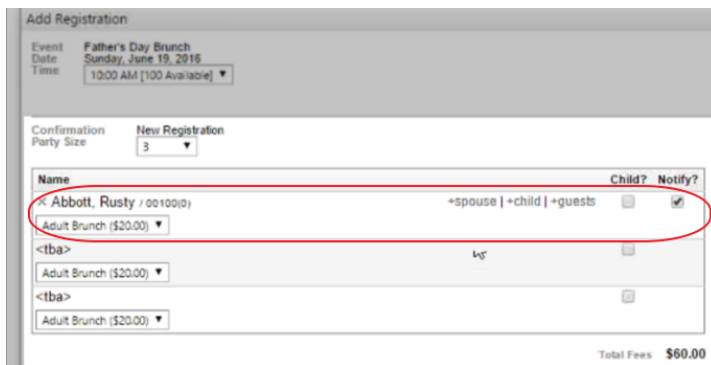 Add Registration
Event Father's Day Brunch
Date Sunday, June 19, 2016
Time 10:00 AM [100 Available] ▼
Confirmation New Registration
Party Size 3 ▼
Name Child? Notify?
× Abbott, Rusty / 00100(0) +spouse | +child | +guests
Adult Brunch ($20.00) ▼
<tba>
Adult Brunch ($20.00) ▼
<tba>
Adult Brunch ($20.00) ▼
Total Fees $60.00